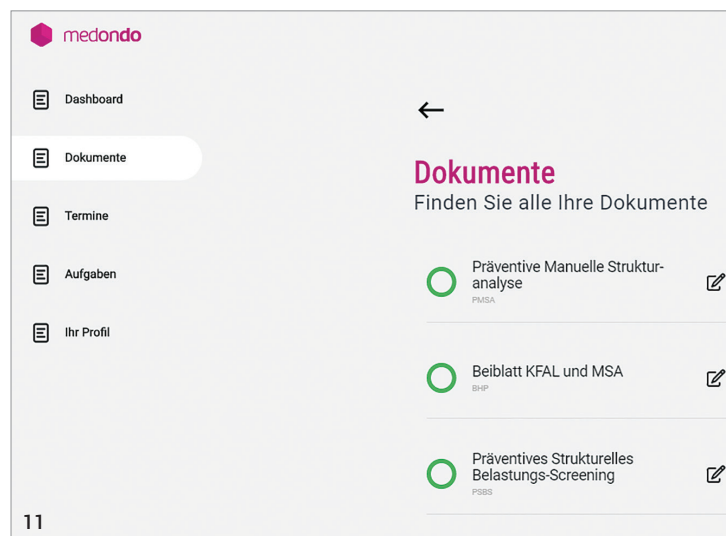 medondo
Dashboard
Dokumente
Termine
Aufgaben
Ihr Profil
Dokumente
Finden Sie alle Ihre Dokumente
Präventive Manuelle Struktur-
analyse
PMSA
Beiblatt KFAL und MSA
BHP
Präventives Strukturelles
Belastungs-Screening
PSBS
11